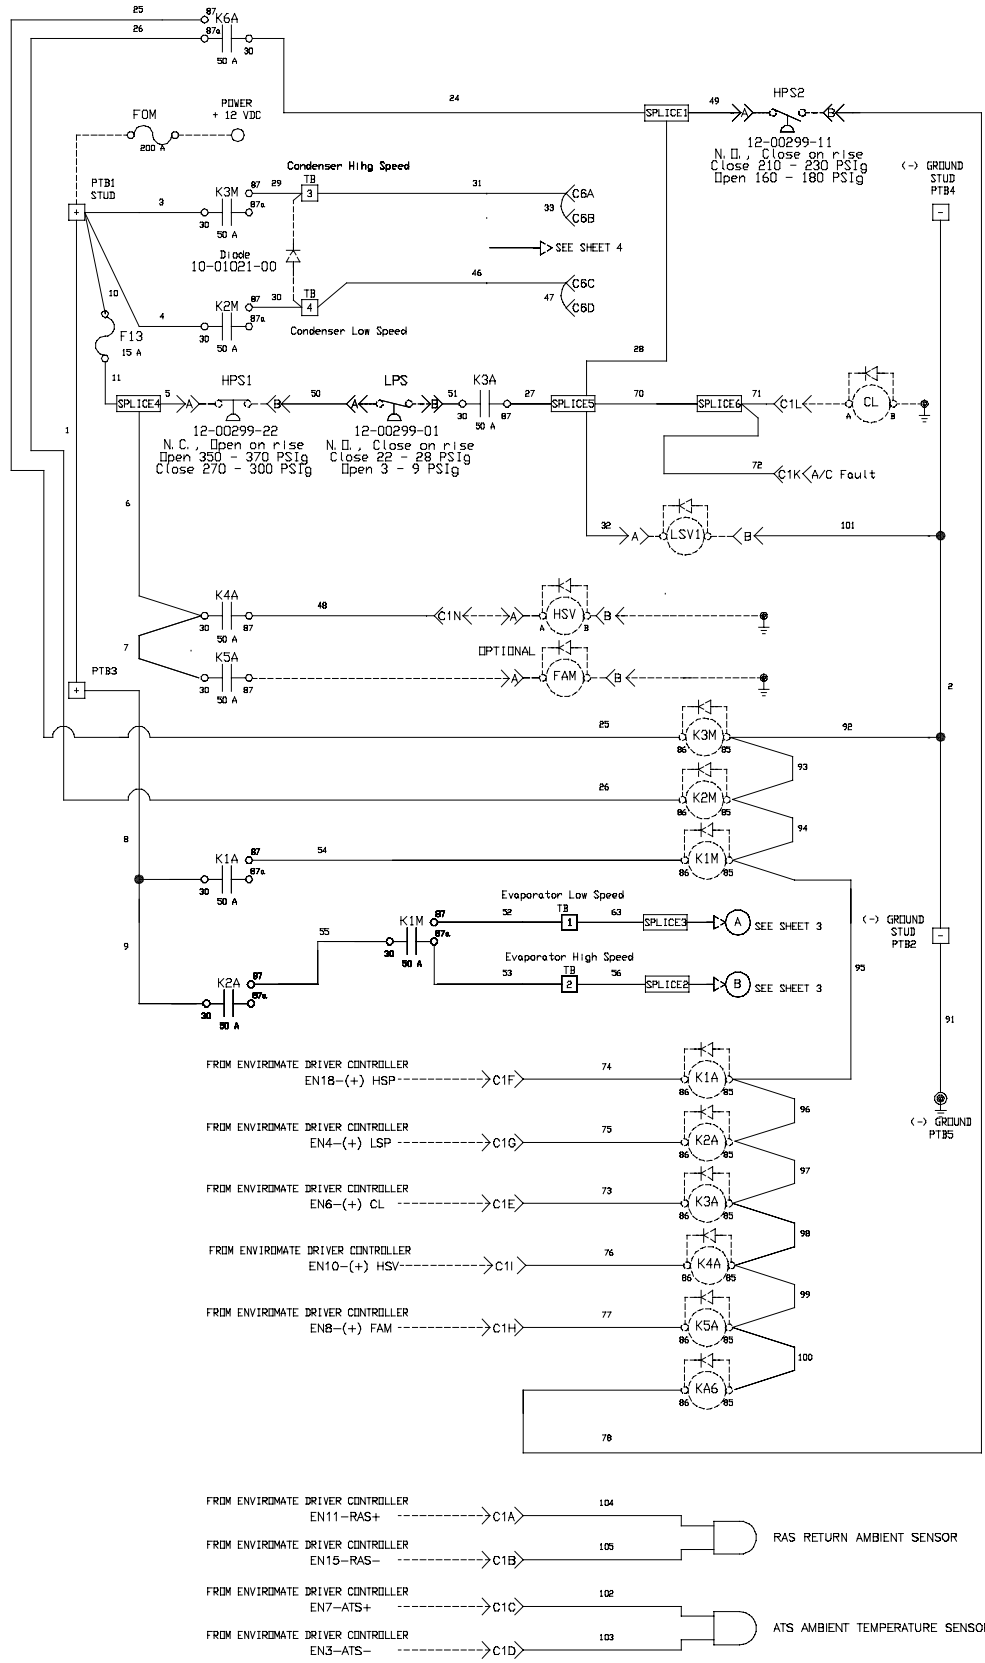 25
87
K6A
26
87a
30
50 A
24
49
HPS2
SPLICE1
A
B
12-00299-11
N.O., Close on rise
Close 210 - 230 PSIg
Open 160 - 180 PSIg
POWER
+ 12 VDC
FOM
200 A
(-) GROUND
STUD
PTB4
-
Condenser Hihg Speed
PTB1
STUD
+
3
K3M
87
87a
30
50 A
29
TB
3
31
33
C6A
C6B
Diode
10-01021-00
SEE SHEET 4
46
47
C6C
C6D
10
4
K2M
87
87a
30
50 A
30
TB
4
Condenser Low Speed
F13
15 A
28
11
SPLICE4
5
A
HPS1
B
50
A
LPS
B
51
K3A
30
87
50 A
27
SPLICE5
70
SPLICE6
71
C1L
A
CL
B
12-00299-22
N.C., Open on rise
Open 350 - 370 PSIg
Close 270 - 300 PSIg
12-00299-01
N.O., Close on rise
Close 22 - 28 PSIg
Open 3 - 9 PSIg
1
72
C1K
A/C Fault
6
32
A
LSV1
B
101
K4A
30
87
50 A
48
C1N
A
A
HSV
B
B
7
K5A
30
87
50 A
OPTIONAL
A
FAM
B
PTB3
+
2
25
K3M
86
85
92
93
26
K2M
86
85
94
8
K1A
87
87a
30
50 A
54
K1M
86
85
Evaporator Low Speed
9
55
K1M
87
87a
30
50 A
52
TB
1
63
SPLICE3
A
SEE SHEET 3
(-) GROUND
STUD
PTB2
-
Evaporator High Speed
95
K2A
87
87a
30
50 A
53
TB
2
56
SPLICE2
B
SEE SHEET 3
91
FROM ENVIROMATE DRIVER CONTROLLER
EN18-(+) HSP
C1F
74
K1A
86
85
96
(-) GROUND
PTB5
FROM ENVIROMATE DRIVER CONTROLLER
EN4-(+) LSP
C1G
75
K2A
86
85
97
FROM ENVIROMATE DRIVER CONTROLLER
EN6-(+) CL
C1E
73
K3A
86
85
98
FROM ENVIROMATE DRIVER CONTROLLER
EN10-(+) HSV
C1I
76
K4A
86
85
99
FROM ENVIROMATE DRIVER CONTROLLER
EN8-(+) FAM
C1H
77
K5A
86
85
100
KA6
86
85
78
FROM ENVIROMATE DRIVER CONTROLLER
EN11-RAS+
C1A
104
RAS RETURN AMBIENT SENSOR
FROM ENVIROMATE DRIVER CONTROLLER
EN15-RAS-
C1B
105
FROM ENVIROMATE DRIVER CONTROLLER
EN7-ATS+
C1C
102
ATS AMBIENT TEMPERATURE SENSOR
FROM ENVIROMATE DRIVER CONTROLLER
EN3-ATS-
C1D
103